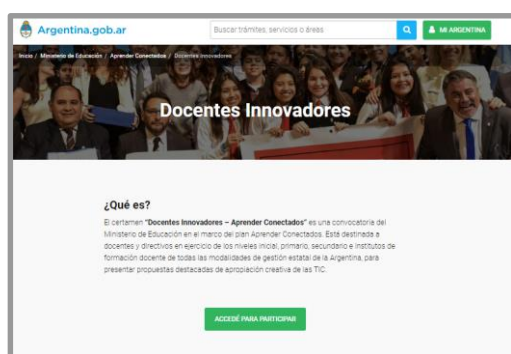 Argentina.gob.ar
Buscar trámites, servicios o áreas
MI ARGENTINA
Inicio / Ministerio de Educación / Aprender Conectados / Docentes innovadores
Docentes Innovadores
¿Qué es?
El certamen "Docentes Innovadores – Aprender Conectados" es una convocatoria del
Ministerio de Educación en el marco del plan Aprender Conectados. Está destinada a
docentes y directivos en ejercicio de los niveles inicial, primario, secundario e Institutos de
formación docente de todas las modalidades de gestión estatal de la Argentina, para
presentar propuestas destacadas de apropiación creativa de las TIC.
ACCEDÉ PARA PARTICIPAR